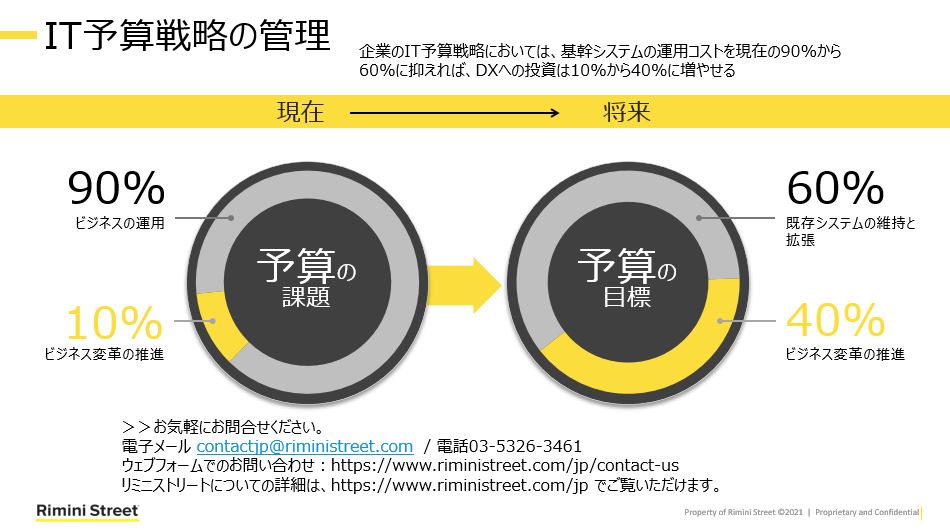 IT予算戦略の管理
企業のIT予算戦略においては、基幹システムの運用コストを現在の90%から
60%に抑えれば、DXへの投資は10%から40%に増やせる
現在
将来
90%
ビジネスの運用
10%
ビジネス変革の推進
予算の
課題
予算の
目標
60%
既存システムの維持と
拡張
40%
ビジネス変革の推進
＞＞お気軽にお問合せください。
電子メール contactjp@riministreet.com / 電話03-5326-3461
ウェブフォームでのお問い合わせ：https://www.riministreet.com/jp/contact-us
リミニストリートについての詳細は、https://www.riministreet.com/jp でご覧いただけます。
Rimini Street
Property of Rimini Street ©2021 | Proprietary and Confidential